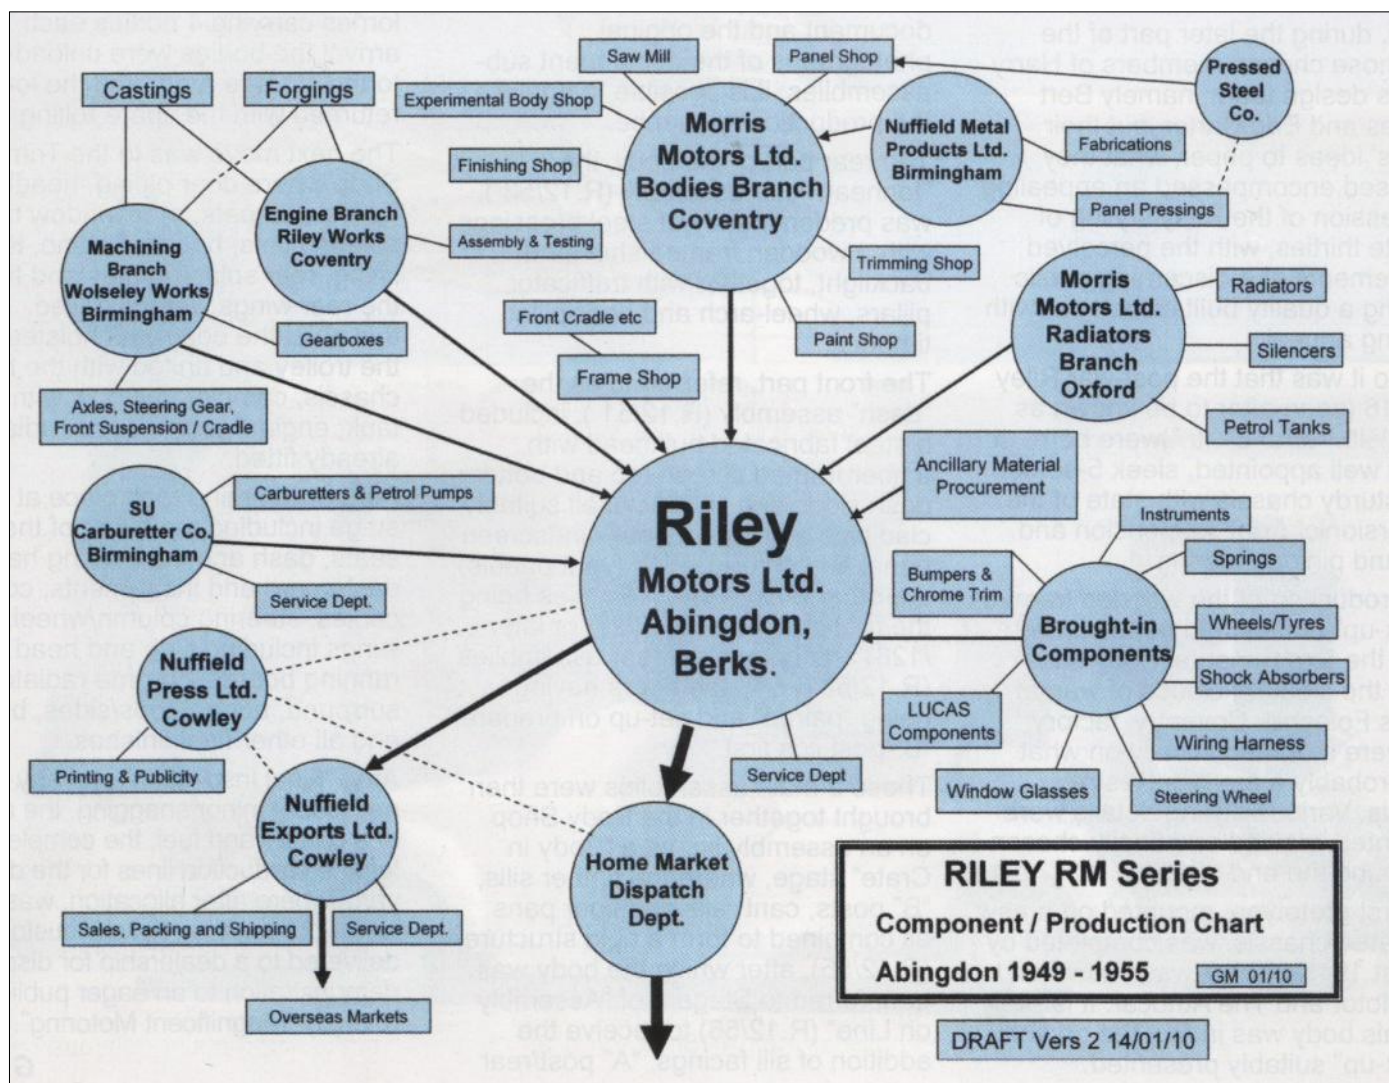 Saw Mill
Panel Shop
Pressed
Steel
Co.
Castings
Forgings
Experimental Body Shop
Morris
Motors Ltd.
Bodies Branch
Coventry
Nuffield Metal
Products Ltd.
Birmingham
Fabrications
Finishing Shop
Panel Pressings
Engine Branch
Riley Works
Coventry
Machining
Branch
Wolseley Works
Birmingham
Assembly & Testing
Trimming Shop
Morris
Motors Ltd.
Radiators
Branch
Oxford
Radiators
Front Cradle etc
Gearboxes
Paint Shop
Silencers
Frame Shop
Axles, Steering Gear,
Front Suspension / Cradle
Petrol Tanks
Ancillary Material
Procurement
SU
Carburetter Co.
Birmingham
Carburetters & Petrol Pumps
Riley
Motors Ltd.
Abingdon,
Berks.
Instruments
Springs
Bumpers &
Chrome Trim
Service Dept.
Wheels/Tyres
Brought-in
Components
Shock Absorbers
Nuffield
Press Ltd.
Cowley
LUCAS
Components
Wiring Harness
Printing & Publicity
Service Dept
Window Glasses
Steering Wheel
Nuffield
Exports Ltd.
Cowley
Home Market
Dispatch
Dept.
Sales, Packing and Shipping
Service Dept.
Overseas Markets
RILEY RM Series
Component / Production Chart
Abingdon 1949 - 1955
GM 01/10
DRAFT Vers 2 14/01/10